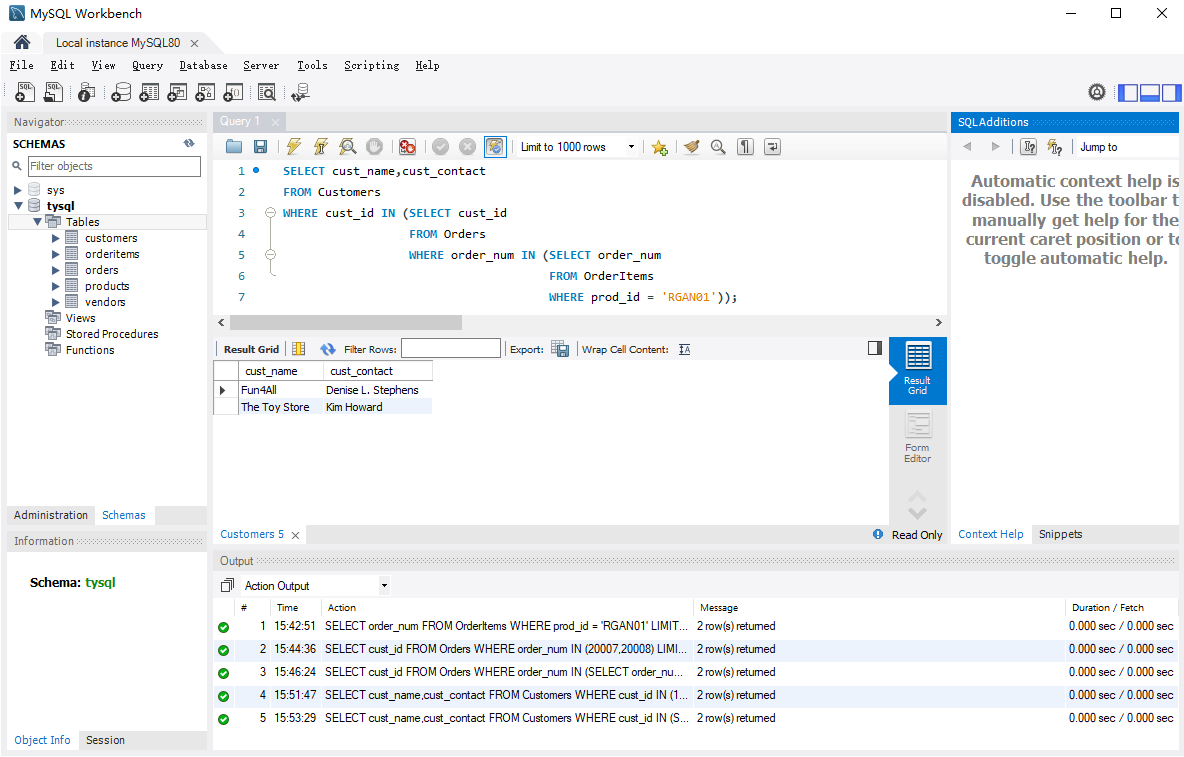 MySQL Workbench
Local instance MySQL80
File Edit View Query Database Server Tools Scripting Help
Navigator
SCHEMAS
Filter objects
sys
tysql
Tables
customers
orderitems
orders
products
vendors
Views
Stored Procedures
Functions
Administration Schemas
Information
Schema: tysql
Object Info Session
Query 1
Limit to 1000 rows
1 SELECT cust_name,cust_contact
2 FROM Customers
3 WHERE cust_id IN (SELECT cust_id
4 FROM Orders
5 WHERE order_num IN (SELECT order_num
6 FROM OrderItems
7 WHERE prod_id = 'RGAN01'));
Result Grid Filter Rows: Export: Wrap Cell Content:
cust_name cust_contact
Fun4All Denise L. Stephens
The Toy Store Kim Howard
Result
Grid
Form
Editor
Customers 5 Read Only
SQLAdditions
Jump to
Automatic context help is
disabled. Use the toolbar t
manually get help for the
current caret position or to
toggle automatic help.
Context Help Snippets
Output
Action Output
# Time Action Message Duration / Fetch
1 15:42:51 SELECT order_num FROM OrderItems WHERE prod_id = 'RGAN01' LIMIT... 2 row(s) returned 0.000 sec / 0.000 sec
2 15:44:36 SELECT cust_id FROM Orders WHERE order_num IN (20007,20008) LIMI... 2 row(s) returned 0.000 sec / 0.000 sec
3 15:46:24 SELECT cust_id FROM Orders WHERE order_num IN (SELECT order_nu... 2 row(s) returned 0.000 sec / 0.000 sec
4 15:51:47 SELECT cust_name,cust_contact FROM Customers WHERE cust_id IN (1... 2 row(s) returned 0.000 sec / 0.000 sec
5 15:53:29 SELECT cust_name,cust_contact FROM Customers WHERE cust_id IN (S... 2 row(s) returned 0.000 sec / 0.000 sec